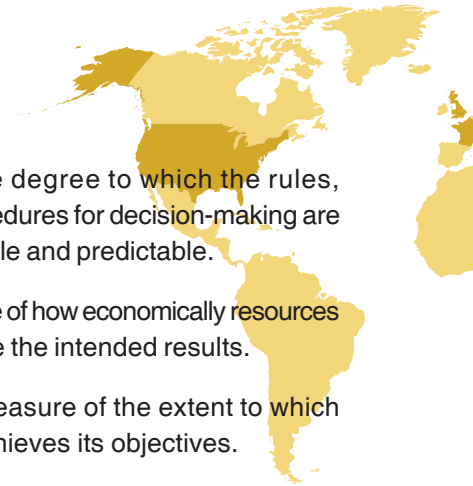 e degree to which the rules,
edures for decision-making are
le and predictable.
e of how economically resources
e the intended results.
easure of the extent to which
hieves its objectives.